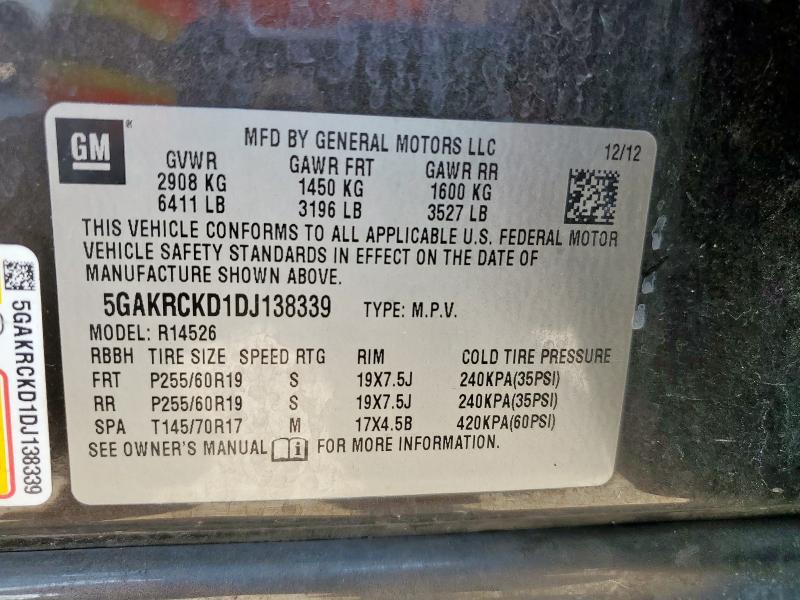 GM
MFD BY GENERAL MOTORS LLC
12/12
GVWR GAWR FRT GAWR RR
2908 KG 1450 KG 1600 KG
6411 LB 3196 LB 3527 LB
THIS VEHICLE CONFORMS TO ALL APPLICABLE U.S. FEDERAL MOTOR
VEHICLE SAFETY STANDARDS IN EFFECT ON THE DATE OF
MANUFACTURE SHOWN ABOVE.
5GAKRCKD1DJ138339 TYPE: M.P.V.
MODEL: R14526
RBBH TIRE SIZE SPEED RTG RIM COLD TIRE PRESSURE
FRT P255/60R19 S 19X7.5J 240KPA(35PSI)
RR P255/60R19 S 19X7.5J 240KPA(35PSI)
SPA T145/70R17 M 17X4.5B 420KPA(60PSI)
SEE OWNER'S MANUAL FOR MORE INFORMATION.
5GAKRCKD1DJ138339